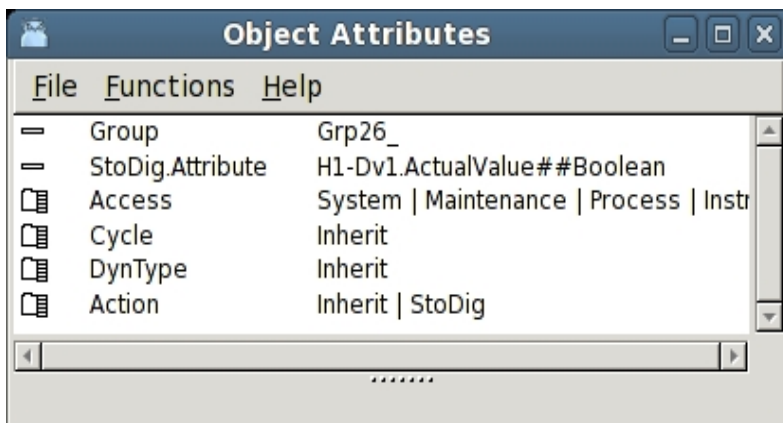 Object Attributes
File Functions Help
Group Grp26_
StoDig.Attribute H1-Dv1.ActualValue##Boolean
Access System | Maintenance | Process | Instr
Cycle Inherit
DynType Inherit
Action Inherit | StoDig